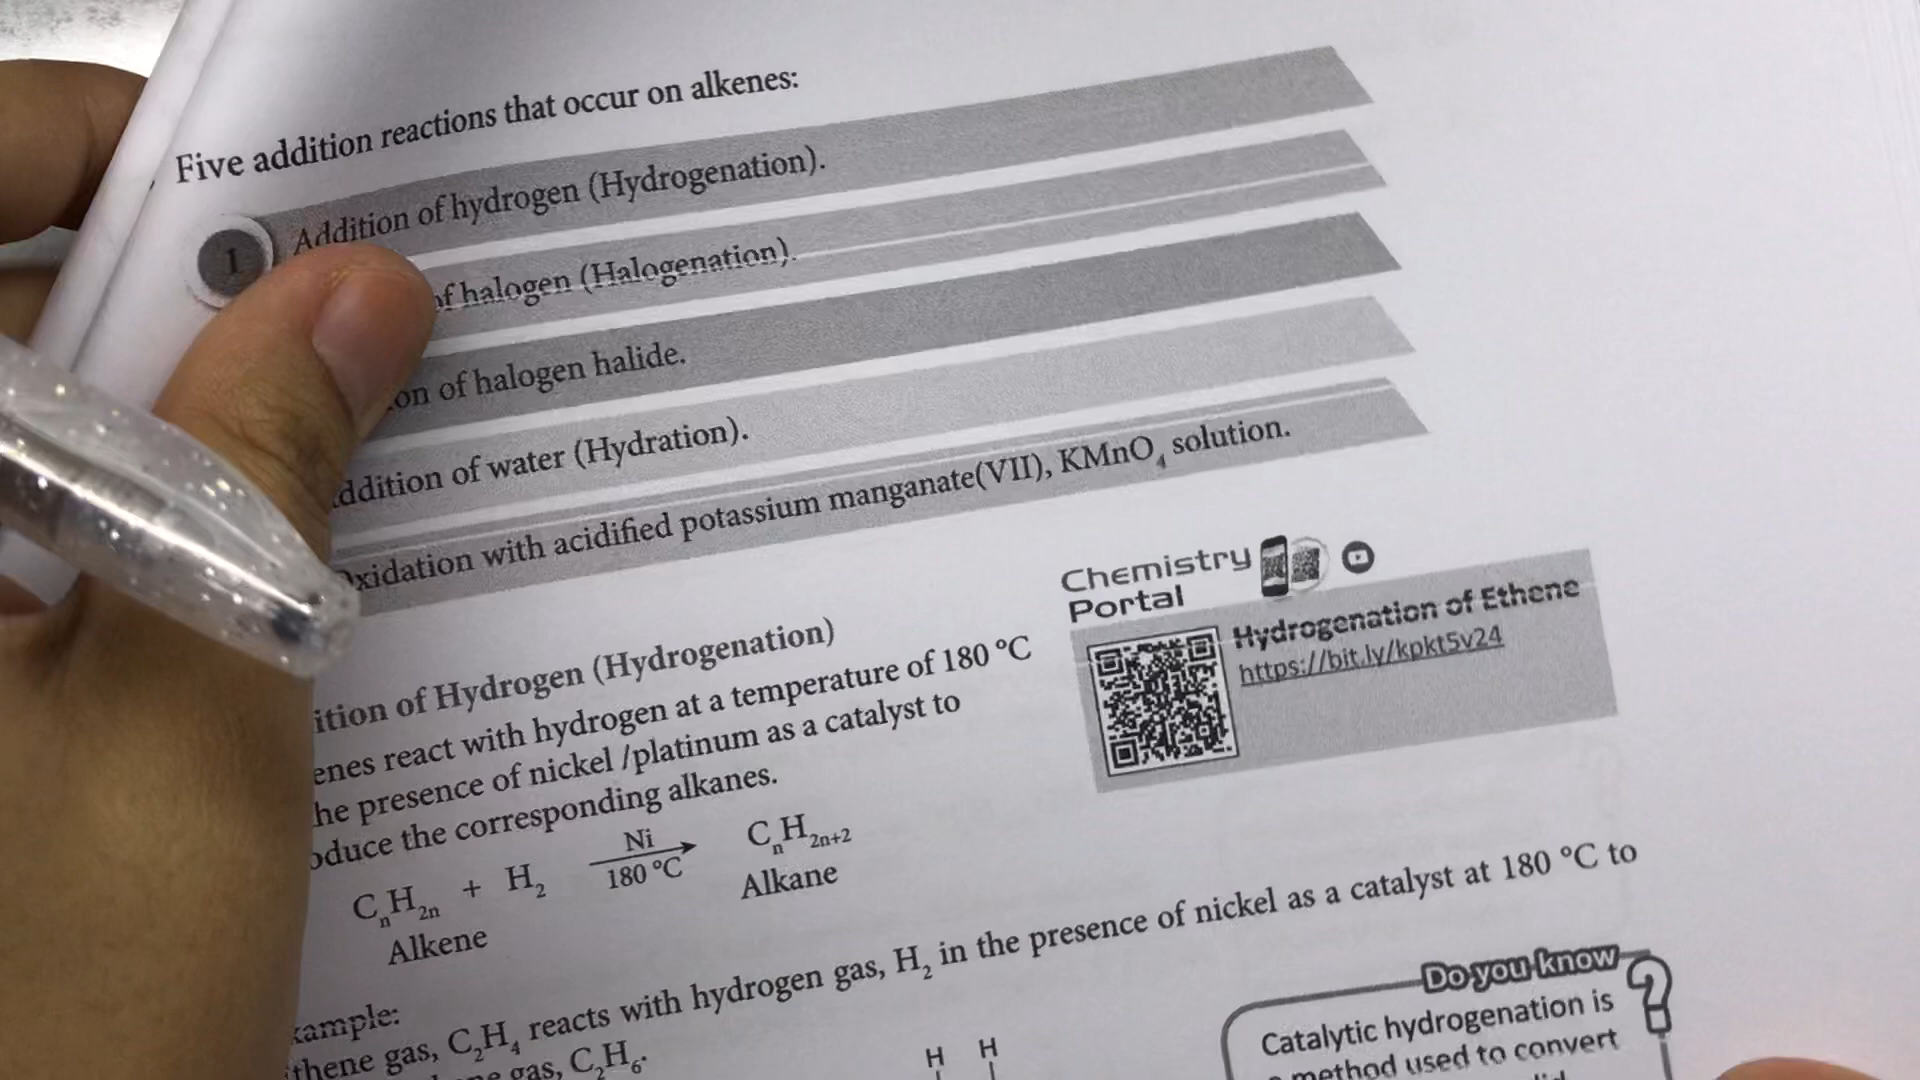 Five addition reactions that occur on alkenes:
1 Addition of hydrogen (Hydrogenation).
of halogen (Halogenation).
on of halogen halide.
ddition of water (Hydration).
xidation with acidified potassium manganate(VII), KMnO₄ solution.
Chemistry
Portal
Hydrogenation of Ethene
https://bit.ly/kpkt5v24
ition of Hydrogen (Hydrogenation)
enes react with hydrogen at a temperature of 180 °C
he presence of nickel /platinum as a catalyst to
oduce the corresponding alkanes.
CₙH₂ₙ + H₂ Ni 180 °C → CₙH₂ₙ₊₂
Alkene Alkane
xample:
thene gas, C₂H₄ reacts with hydrogen gas, H₂ in the presence of nickel as a catalyst at 180 °C to
ne gas, C₂H₆.
H H
Do you know ?
Catalytic hydrogenation is
method used to convert